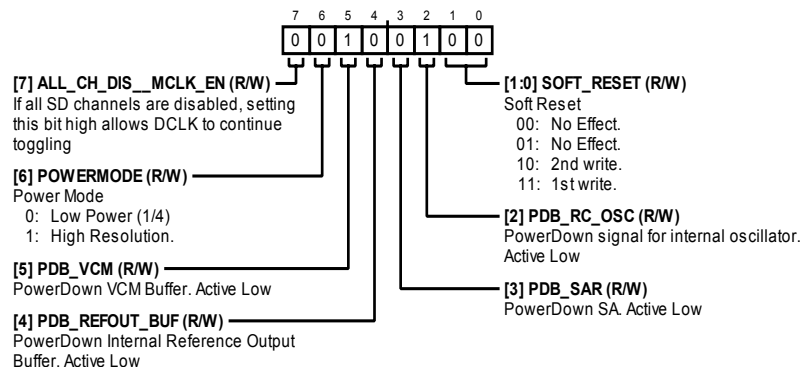 7 6 5 4 3 2 1 0
0 0 1 0 0 1 0 0
[7] ALL_CH_DIS__MCLK_EN (R/W)
If all SD channels are disabled, setting
this bit high allows DCLK to continue
toggling
[6] POWERMODE (R/W)
Power Mode
0: Low Power (1/4)
1: High Resolution.
[5] PDB_VCM (R/W)
PowerDown VCM Buffer. Active Low
[4] PDB_REFOUT_BUF (R/W)
PowerDown Internal Reference Output
Buffer. Active Low
[1:0] SOFT_RESET (R/W)
Soft Reset
00: No Effect.
01: No Effect.
10: 2nd write.
11: 1st write.
[2] PDB_RC_OSC (R/W)
PowerDown signal for internal oscillator.
Active Low
[3] PDB_SAR (R/W)
PowerDown SA. Active Low